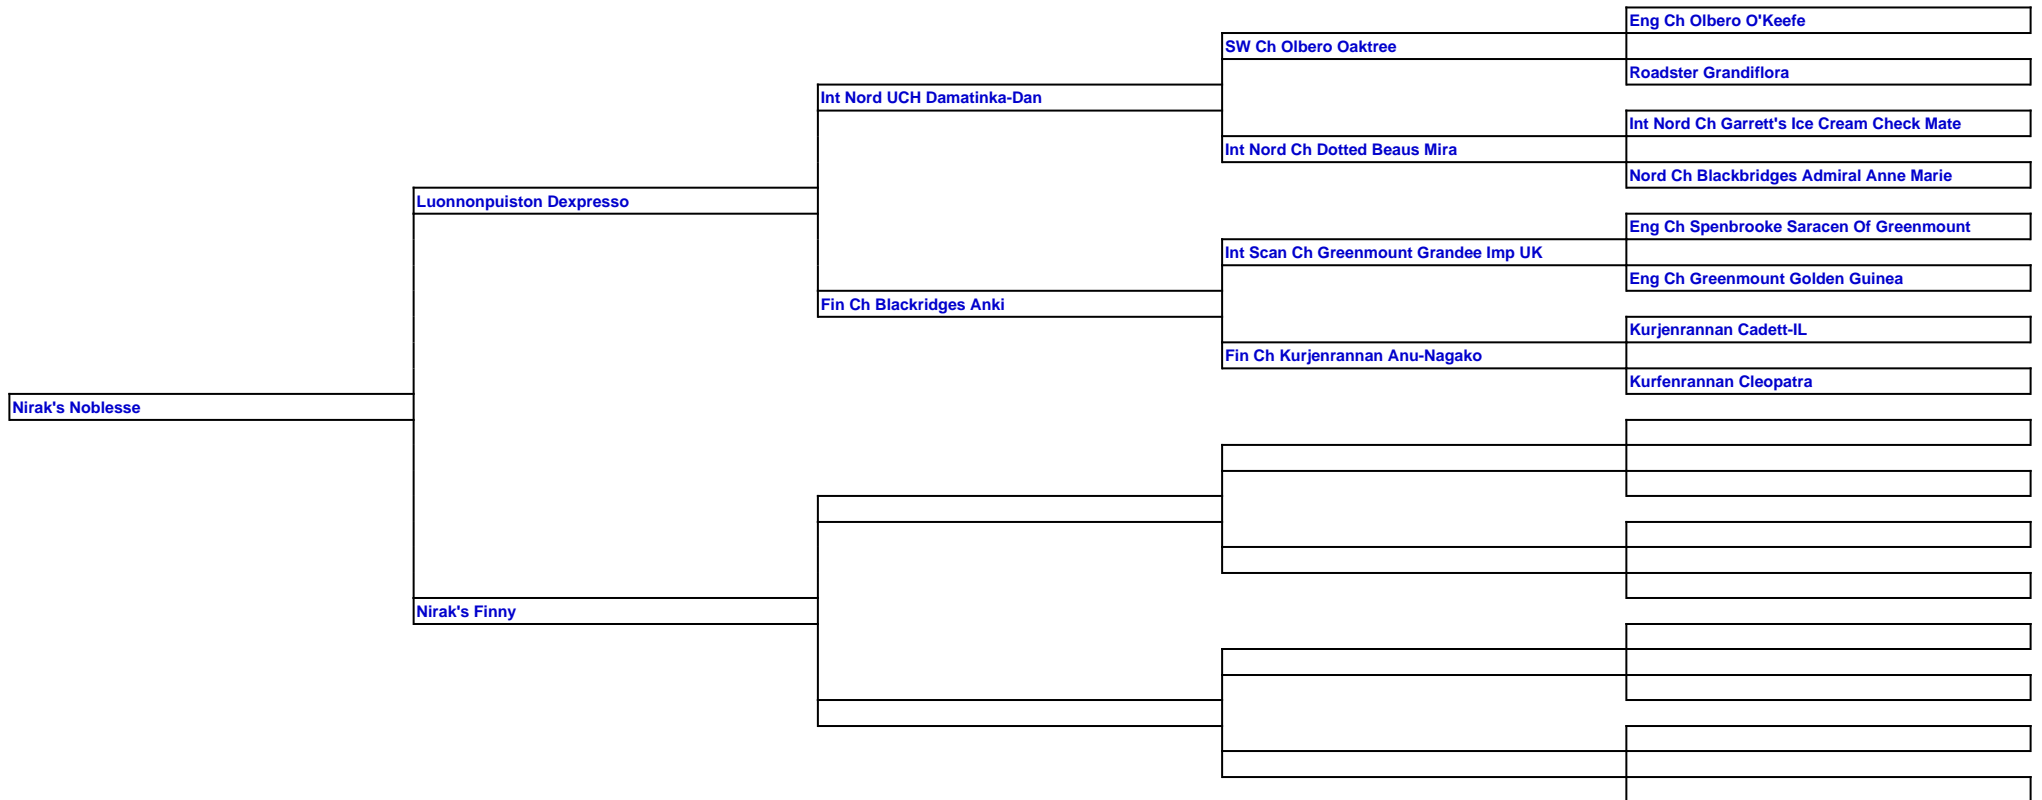 Eng Ch Olbero O'Keefe
SW Ch Olbero Oaktree
Roadster Grandiflora
Int Nord UCH Damatinka-Dan
Int Nord Ch Garrett's Ice Cream Check Mate
Int Nord Ch Dotted Beaus Mira
Nord Ch Blackbridges Admiral Anne Marie
Luonnonpuiston Dexpresso
Eng Ch Spenbrooke Saracen Of Greenmount
Int Scan Ch Greenmount Grandee Imp UK
Eng Ch Greenmount Golden Guinea
Fin Ch Blackridges Anki
Kurjenrannan Cadett-IL
Fin Ch Kurjenrannan Anu-Nagako
Kurfenrannan Cleopatra
Nirak's Noblesse
Nirak's Finny